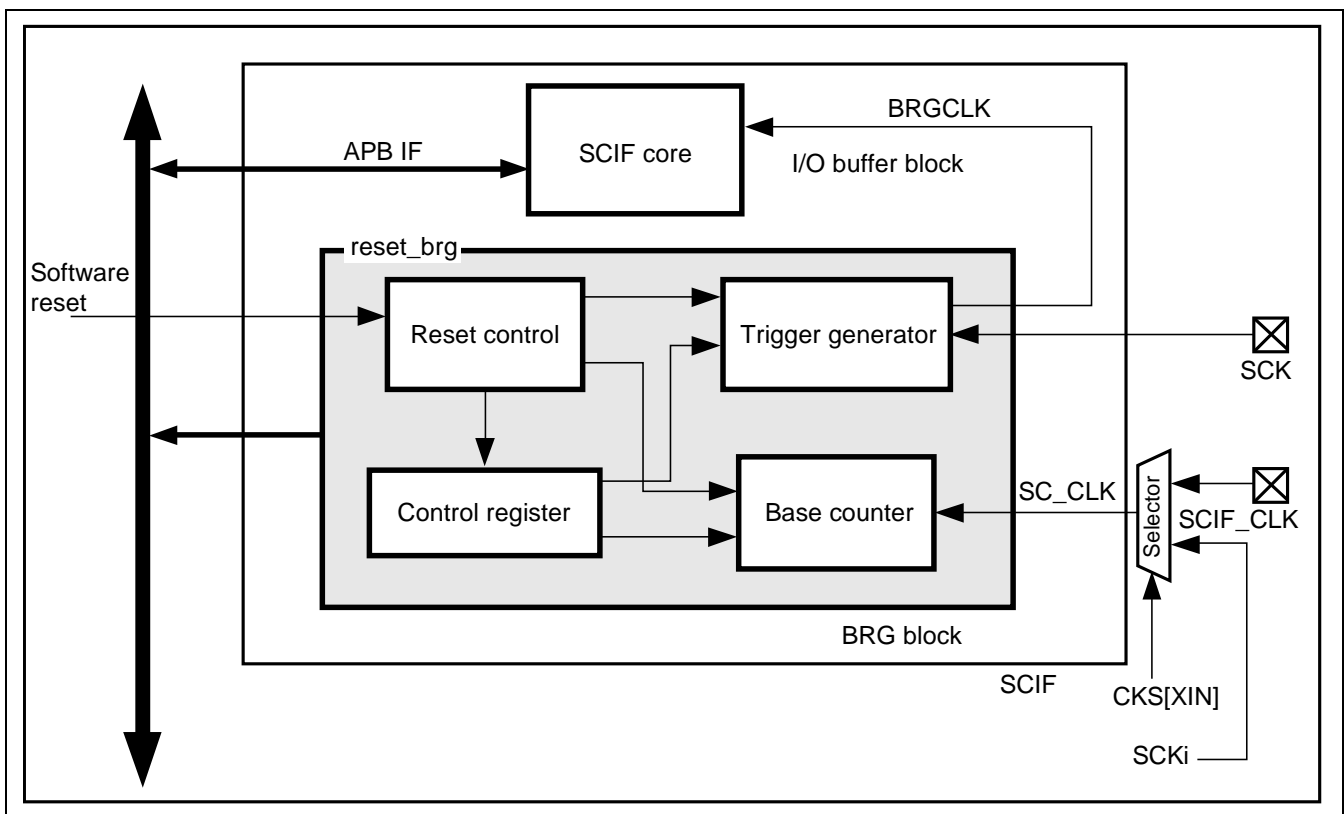 BRGCLK
APB IF
SCIF core
I/O buffer block
reset_brg
Software
reset
Reset control
Trigger generator
SCK
Control register
Base counter
SC_CLK
Selector
SCIF_CLK
BRG block
SCIF
CKS[XIN]
SCKi